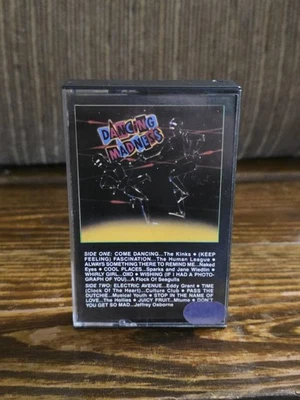 DANCING
MADNESS
SIDE ONE: COME DANCING...The Kinks • (KEEP
FEELING) FASCINATION...The Human League •
ALWAYS SOMETHING THERE TO REMIND ME...Naked
Eyes • COOL PLACES...Sparks and Jane Wiedlin •
WHIRLY GIRL...OXO • WISHING (IF I HAD A PHOTO-
GRAPH OF YOU)...A Flock Of Seagulls
SIDE TWO: ELECTRIC AVENUE...Eddy Grant • TIME
(Clock Of The Heart)...Culture Club • PASS THE
DUTCHIE...Musical Youth • STOP IN THE NAME OF
LOVE...The Hollies • JUICY FRUIT...Mtume • DON'T
YOU GET SO MAD...Jeffrey Osborne